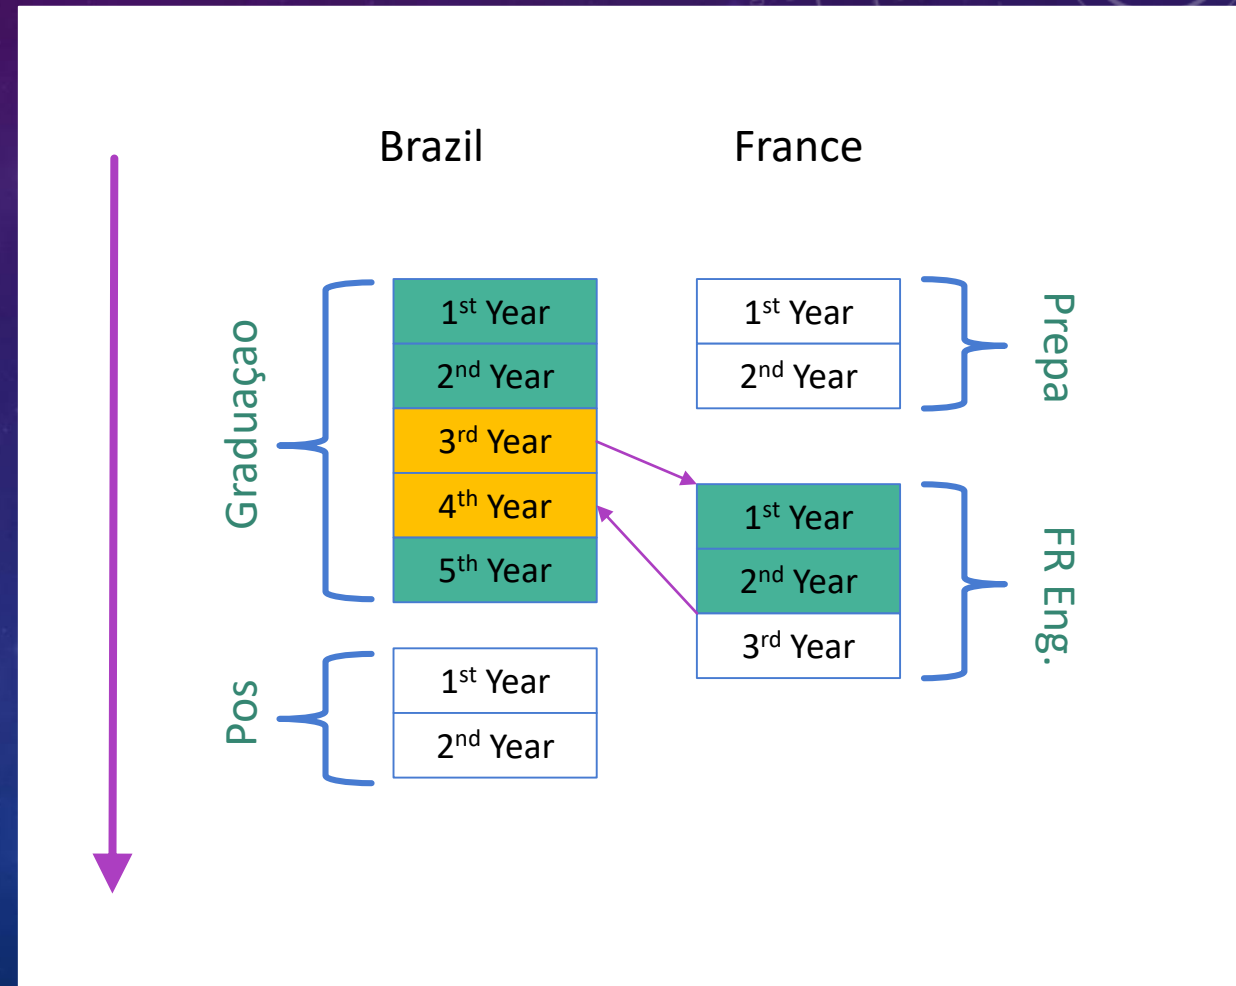 Brazil
France
Graduaçao
1st Year
2nd Year
3rd Year
4th Year
5th Year
Pos
1st Year
2nd Year
1st Year
2nd Year
Prepa
1st Year
2nd Year
3rd Year
FR Eng.